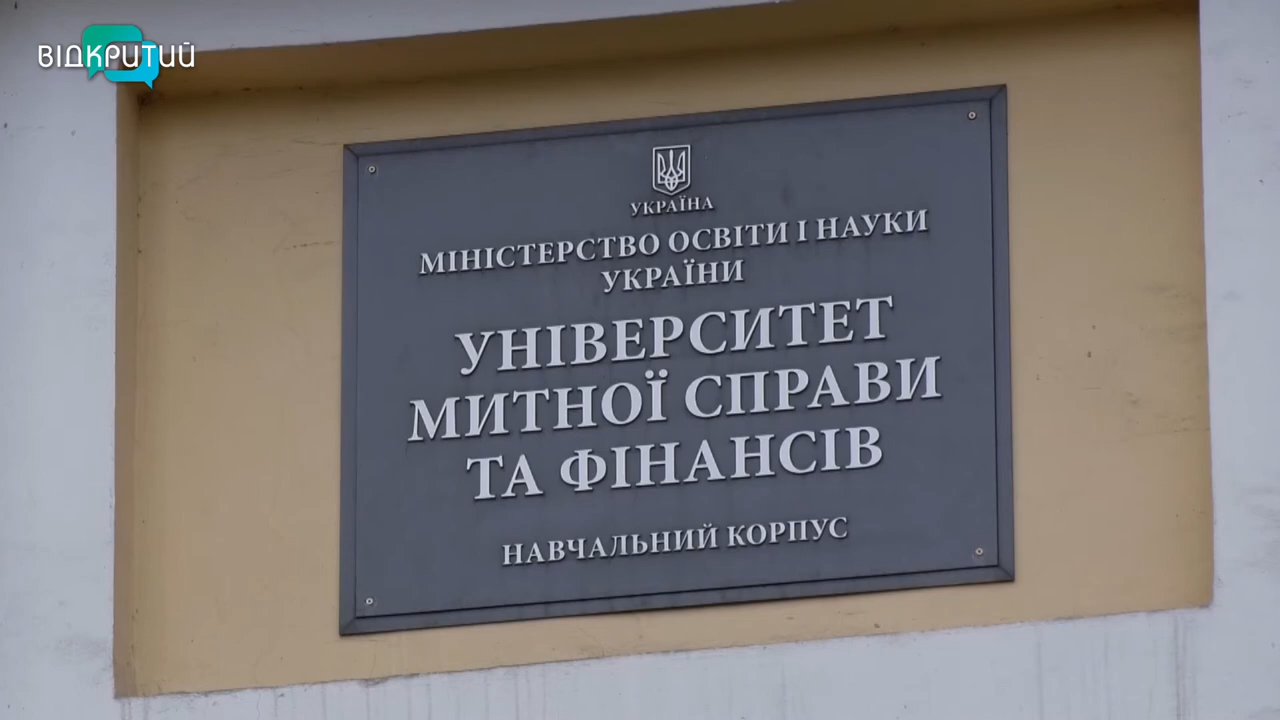 ВІДКРИТИЙ
УКРАЇНА
МІНІСТЕРСТВО ОСВІТИ І НАУКИ
УКРАЇНИ
УНІВЕРСИТЕТ
МИТНОЇ СПРАВИ
ТА ФІНАНСІВ
НАВЧАЛЬНИЙ КОРПУС